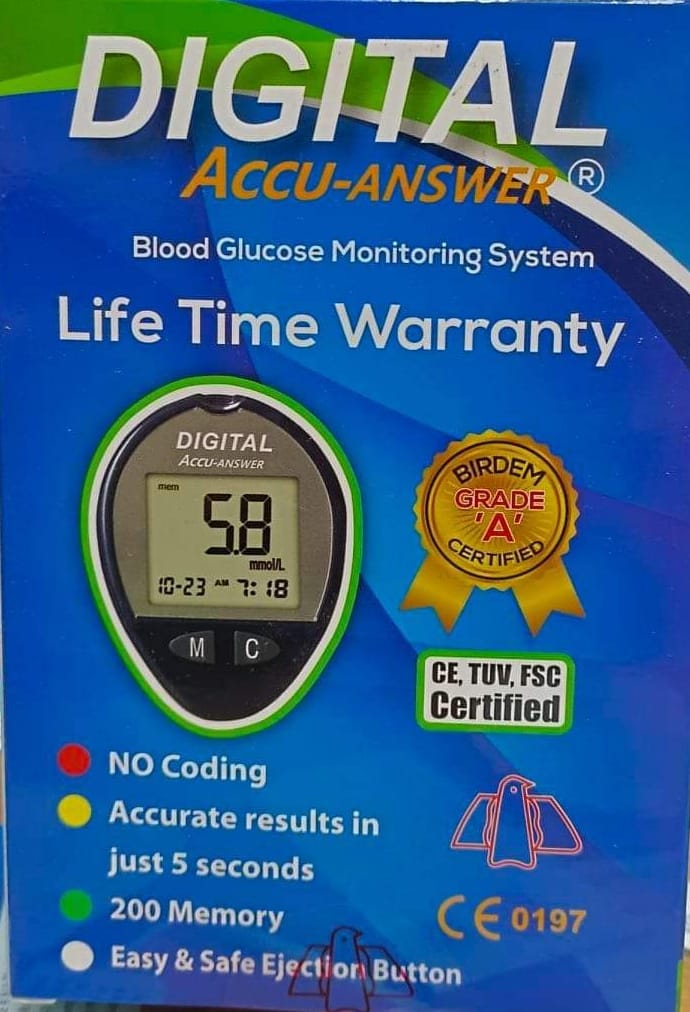 DIGITAL
ACCU-ANSWER®
Blood Glucose Monitoring System
Life Time Warranty
DIGITAL
ACCU-ANSWER
mem
5.8
mmol/L
10-23 AM 7:18
M C
BIRDEM
GRADE
'A'
CERTIFIED
CE, TUV, FSC
Certified
NO Coding
Accurate results in
just 5 seconds
200 Memory
Easy & Safe Ejection Button
CE 0197